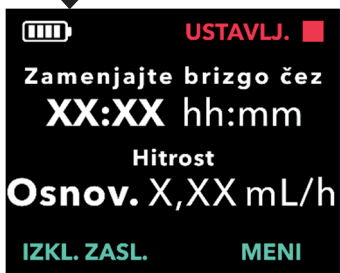 USTAVLJ.
Zamenjajte brizgo čez
XX:XX hh:mm
Hitrost
Osnov. X,XX mL/h
IZKL. ZASL. MENI